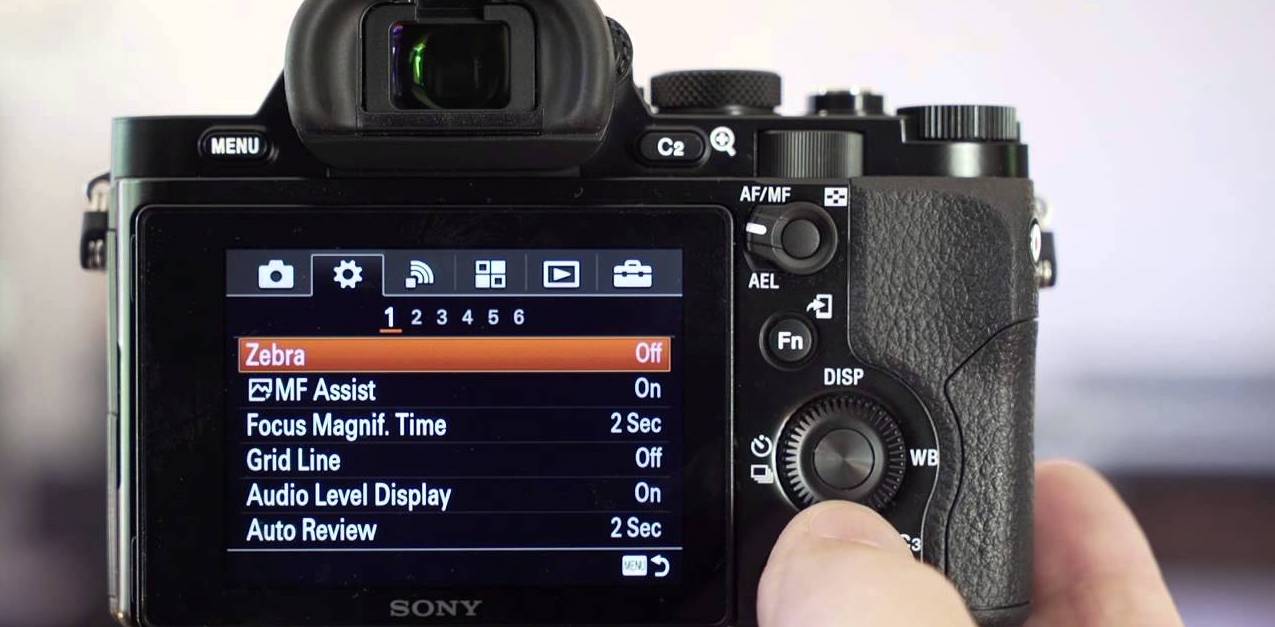 MENU
C2
AF/MF
AEL
1 2 3 4 5 6
Zebra Off
MF Assist On
Focus Magnif. Time 2 Sec
Grid Line Off
Audio Level Display On
Auto Review 2 Sec
MENU
Fn
DISP
WB
C3
SONY